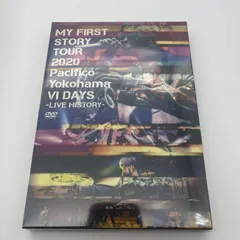 MY FIRST
STORY
TOUR
2020
Pacifico
Yokohama
VI DAYS
-LIVE HISTORY-
DVD